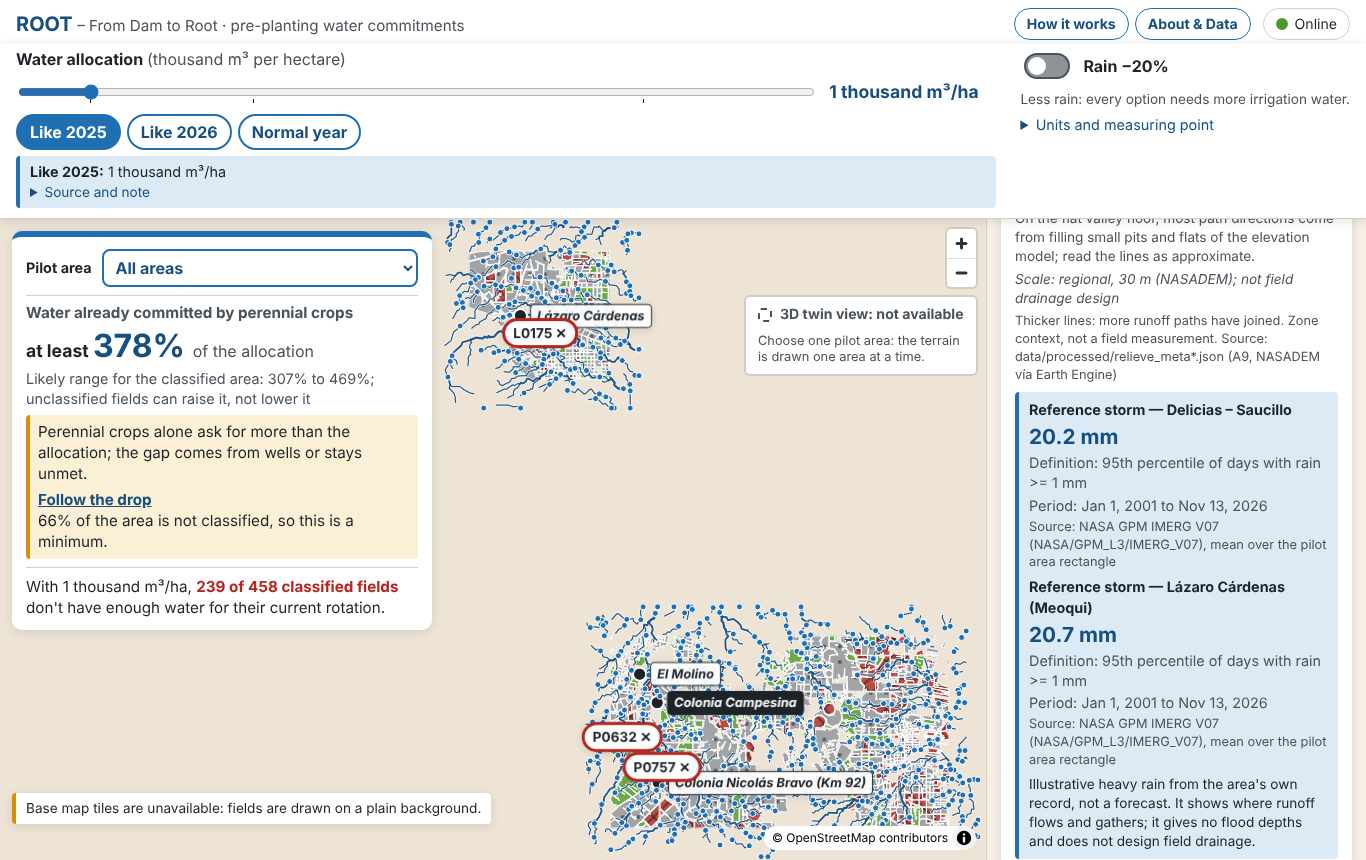 ROOT – From Dam to Root · pre-planting water commitments
How it works
About & Data
Online
Water allocation (thousand m³ per hectare)
1 thousand m³/ha
Like 2025
Like 2026
Normal year
Like 2025: 1 thousand m³/ha
Source and note
Rain −20%
Less rain: every option needs more irrigation water.
Units and measuring point
Pilot area
All areas
Water already committed by perennial crops
at least 378% of the allocation
Likely range for the classified area: 307% to 469%;
unclassified fields can raise it, not lower it
Perennial crops alone ask for more than the
allocation; the gap comes from wells or stays
unmet.
Follow the drop
66% of the area is not classified, so this is a
minimum.
With 1 thousand m³/ha, 239 of 458 classified fields
don't have enough water for their current rotation.
Lázaro Cárdenas
L0175 ×
+
−
3D twin view: not available
Choose one pilot area: the terrain
is drawn one area at a time.
El Molino
Colonia Campesina
P0632 ×
P0757 ×
Colonia Nicolás Bravo (Km 92)
Base map tiles are unavailable: fields are drawn on a plain background.
© OpenStreetMap contributors
On the flat valley floor, most path directions come
from filling small pits and flats of the elevation
model; read the lines as approximate.
Scale: regional, 30 m (NASADEM); not field
drainage design
Thicker lines: more runoff paths have joined. Zone
context, not a field measurement. Source:
data/processed/relieve_meta*.json (A9, NASADEM
vía Earth Engine)
Reference storm — Delicias – Saucillo
20.2 mm
Definition: 95th percentile of days with rain
>= 1 mm
Period: Jan 1, 2001 to Nov 13, 2026
Source: NASA GPM IMERG V07
(NASA/GPM_L3/IMERG_V07), mean over the pilot
area rectangle
Reference storm — Lázaro Cárdenas
(Meoqui)
20.7 mm
Definition: 95th percentile of days with rain
>= 1 mm
Period: Jan 1, 2001 to Nov 13, 2026
Source: NASA GPM IMERG V07
(NASA/GPM_L3/IMERG_V07), mean over the pilot
area rectangle
Illustrative heavy rain from the area's own
record, not a forecast. It shows where runoff
flows and gathers; it gives no flood depths
and does not design field drainage.